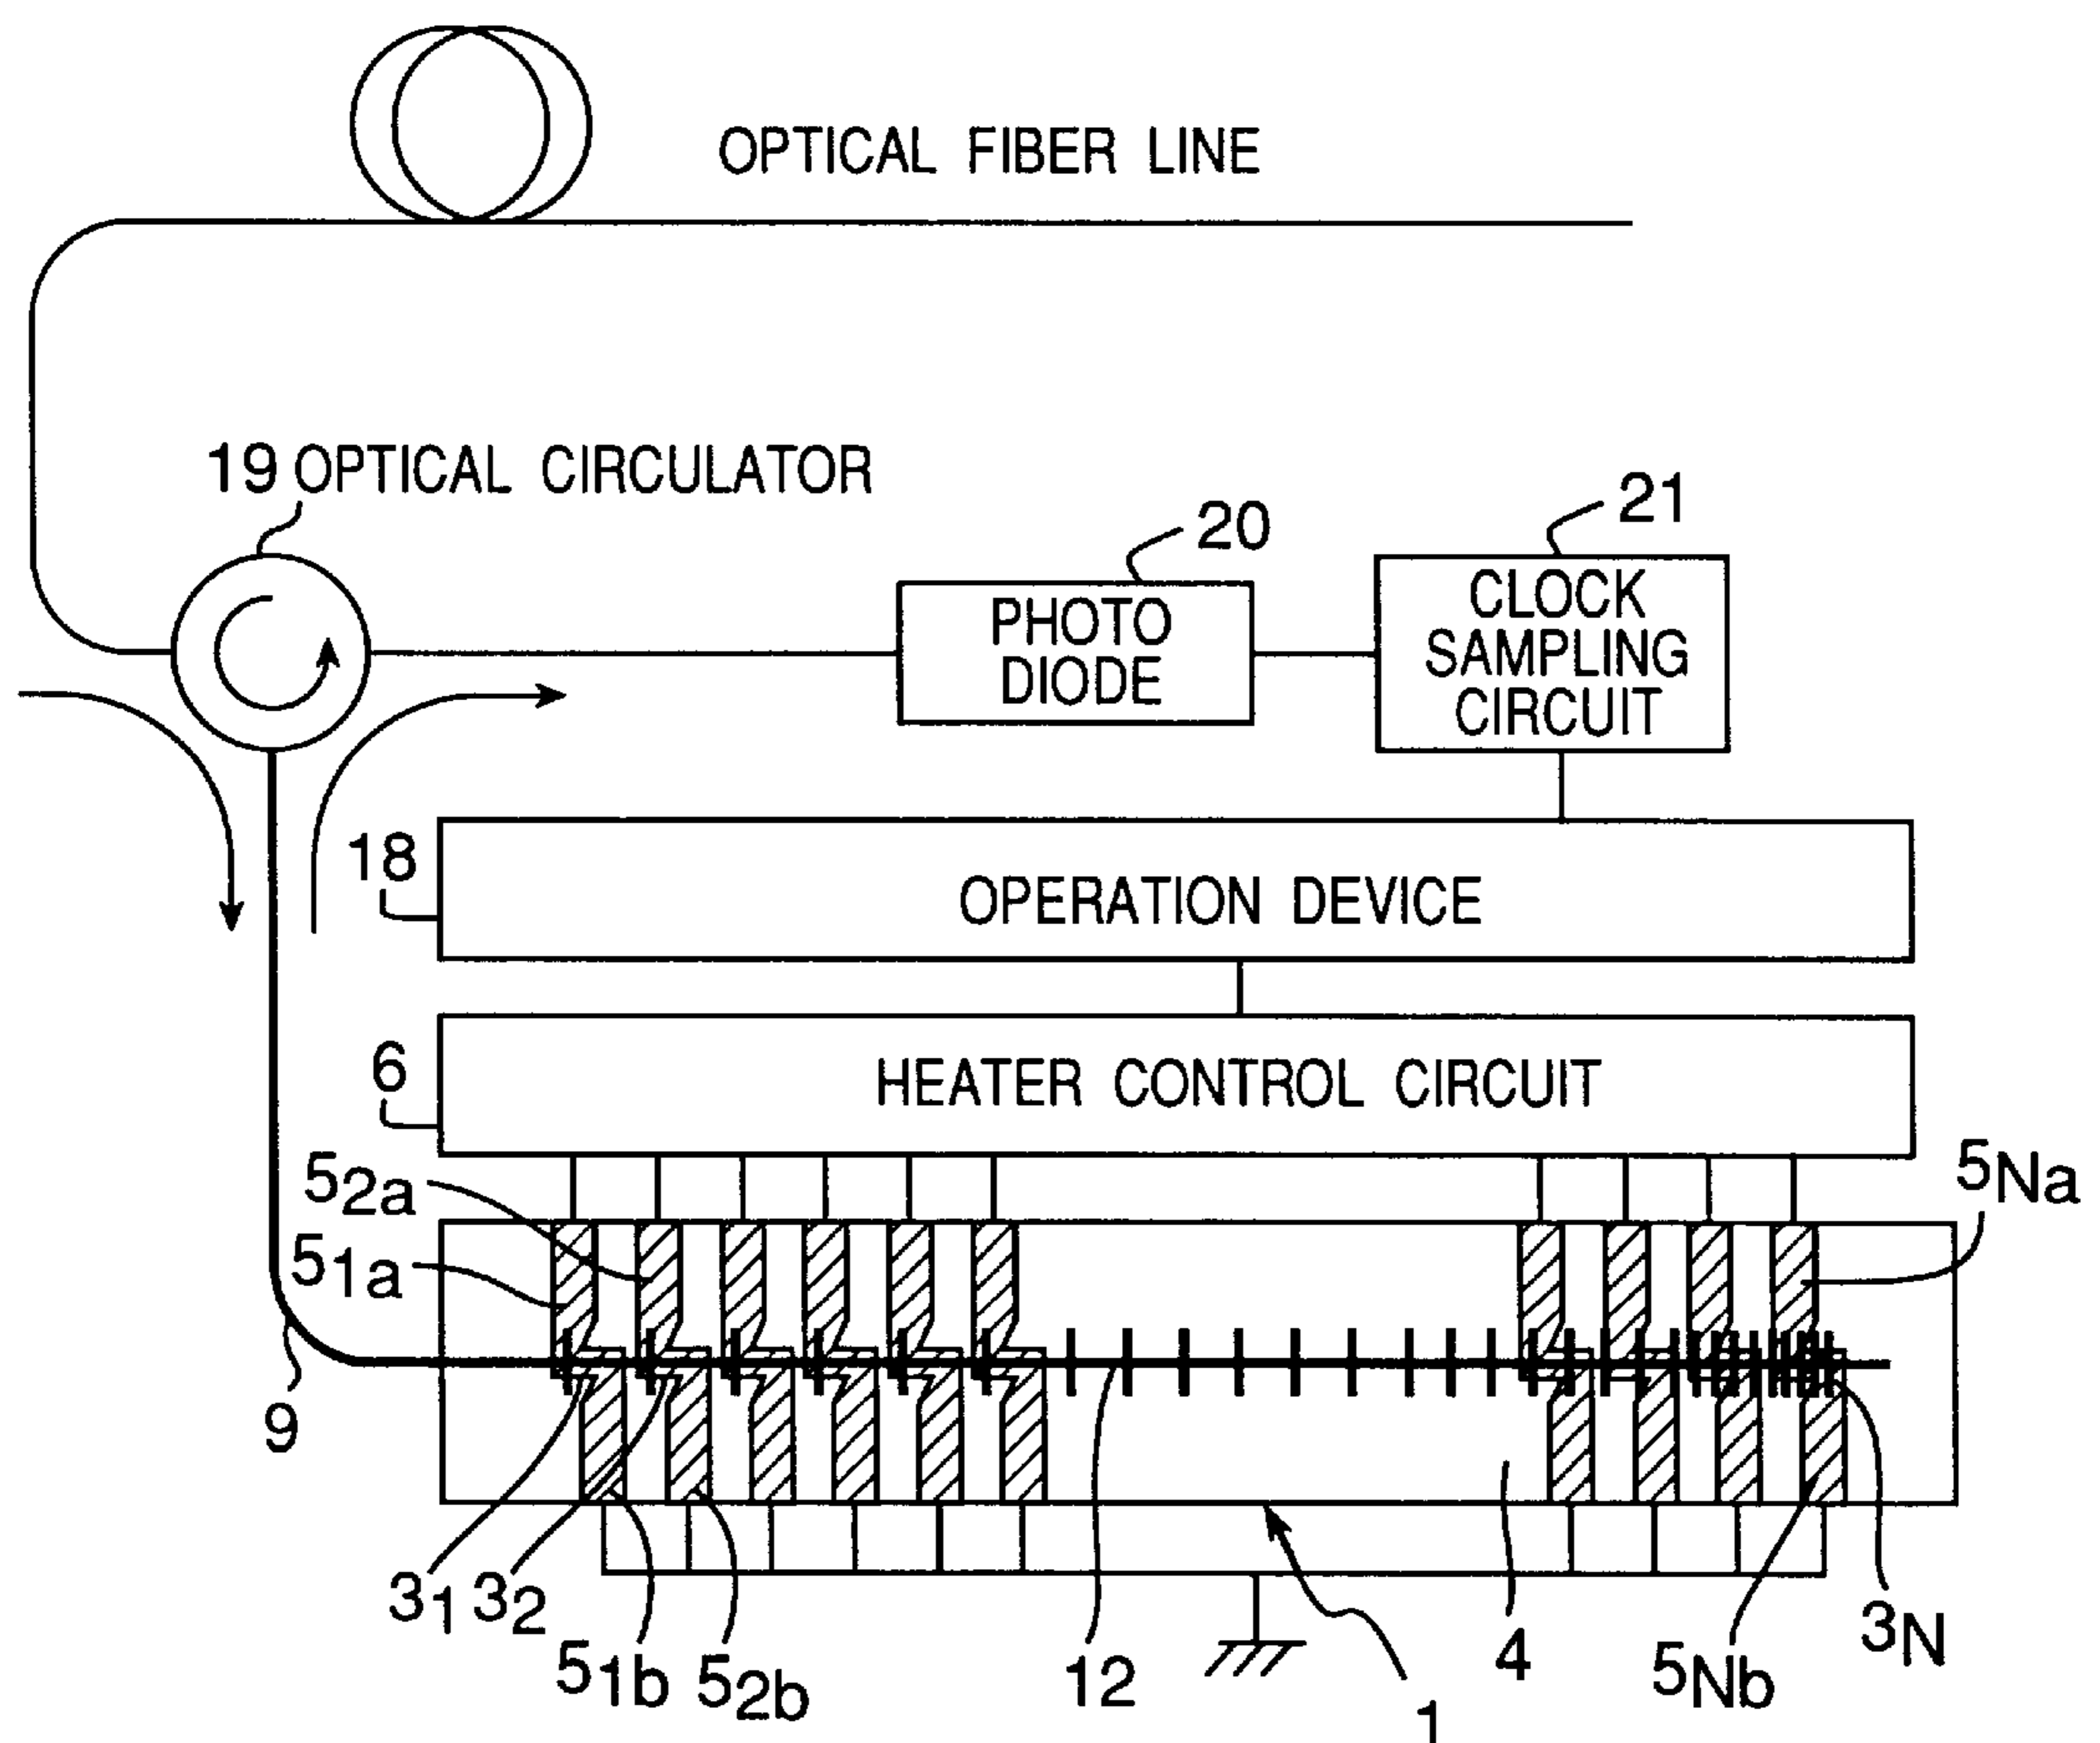 OPTICAL FIBER LINE
19 OPTICAL CIRCULATOR
20
21
PHOTO
DIODE
CLOCK
SAMPLING
CIRCUIT
18
OPERATION DEVICE
6
HEATER CONTROL CIRCUIT
52a
51a
5Na
9
31
32
51b
52b
12
1
4
5Nb
3N